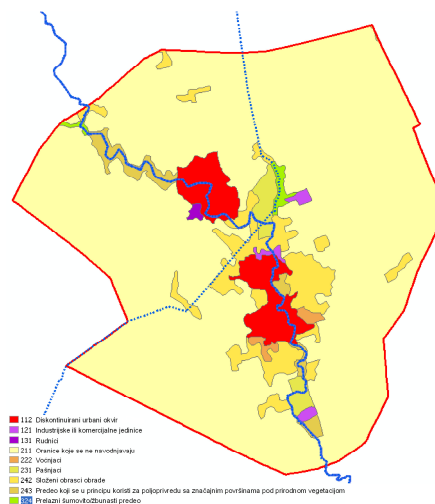 112 Diskontinuirani urbani okvir
121 Industrijske ili komercijalne jedinice
131 Rudnici
211 Oranice koje se ne navodnjavaju
222 Voćnjaci
231 Pašnjaci
242 Složeni obrasci obrade
243 Predeo koji se u principu koristi za poljoprivredu sa značajnim površinama pod prirodnom vegetacijom
324 Prelazni šumovito/žbunasti predeo